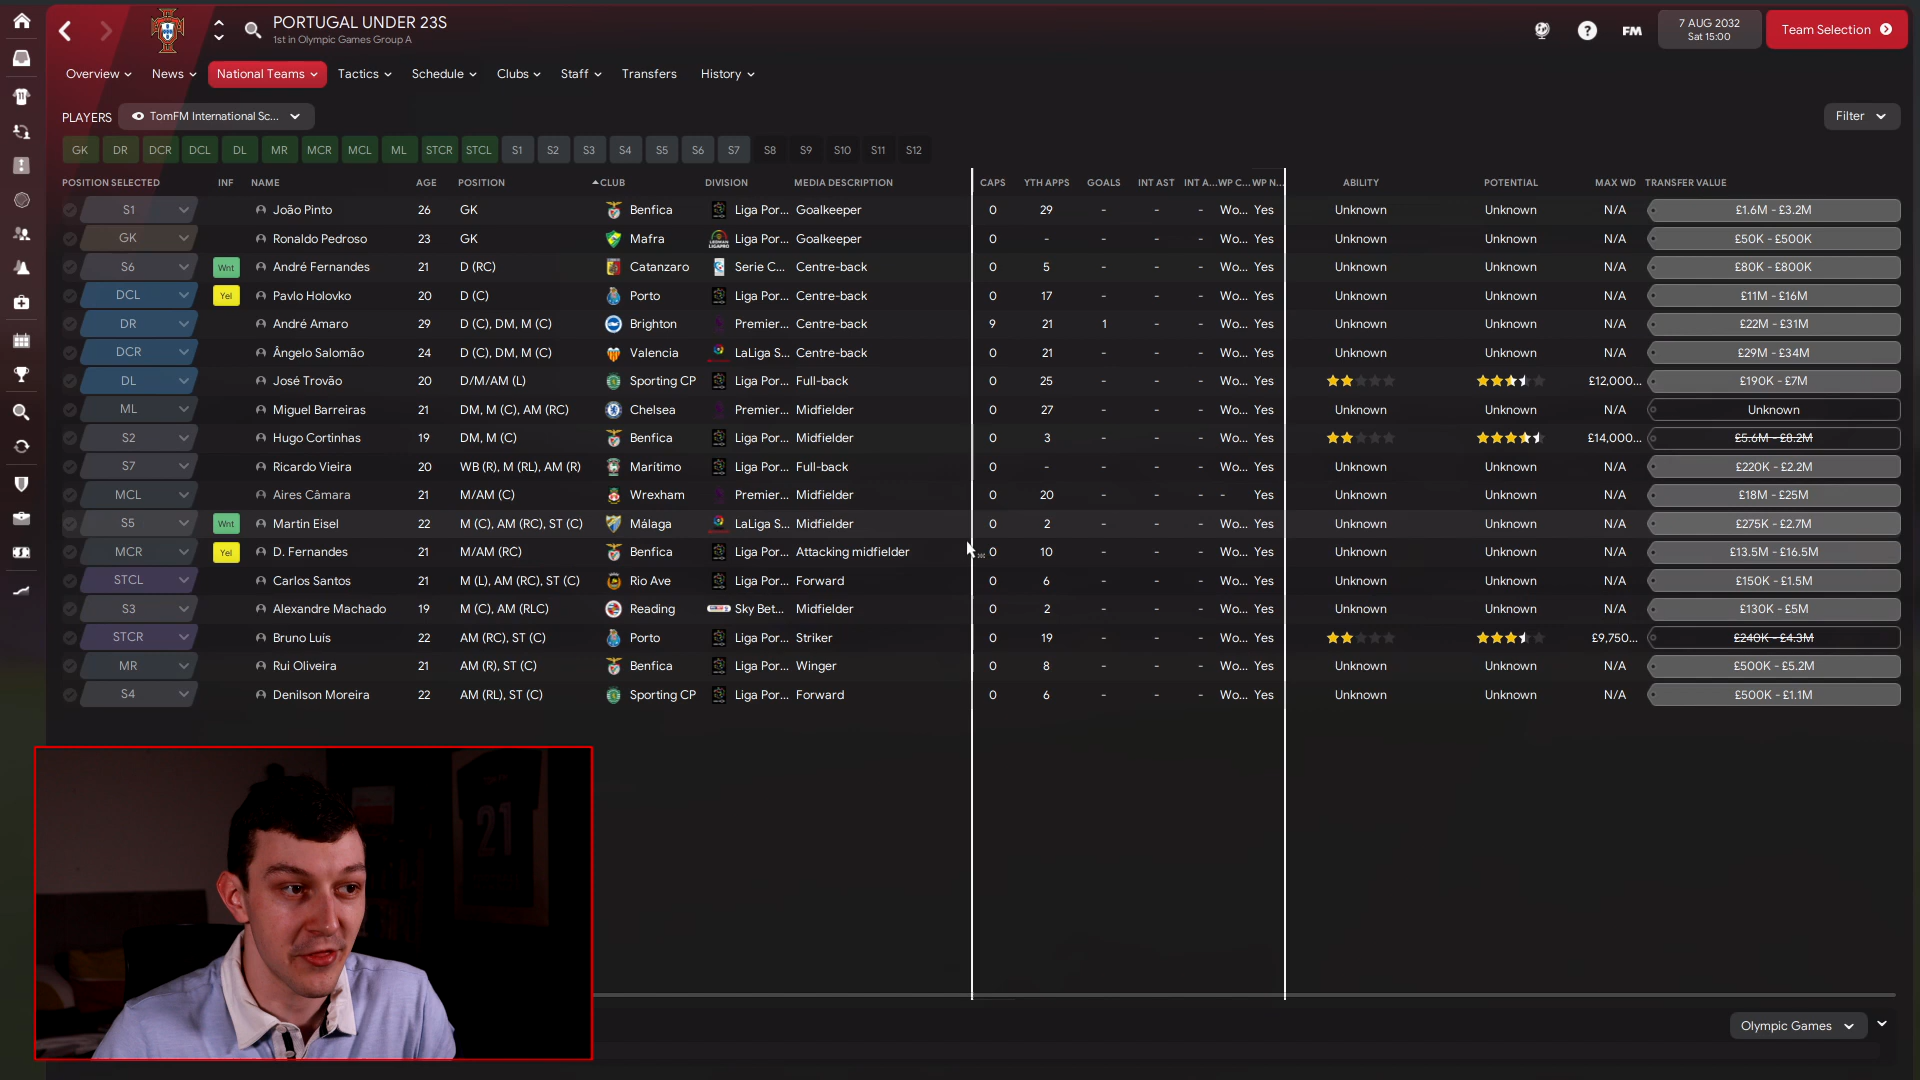 PORTUGAL UNDER 23S
1st in Olympic Games Group A
FM
7 AUG 2032
Sat 15:00
Team Selection
Overview News National Teams Tactics Schedule Clubs Staff Transfers History
PLAYERS TomFM International Sc... Filter
GK DR DCR DCL DL MR MCR MCL ML STCR STCL S1 S2 S3 S4 S5 S6 S7 S8 S9 S10 S11 S12
POSITION SELECTED INF NAME AGE POSITION CLUB DIVISION MEDIA DESCRIPTION CAPS YTH APPS GOALS INT AST INT A... WP C... WP N... ABILITY POTENTIAL MAX WD TRANSFER VALUE
S1 João Pinto 26 GK Benfica Liga Por... Goalkeeper 0 29 - - - Wo... Yes Unknown Unknown N/A £1.6M - £3.2M
GK Ronaldo Pedroso 23 GK Mafra Liga Por... Goalkeeper 0 - - - - Wo... Yes Unknown Unknown N/A £50K - £500K
S6 Wnt André Fernandes 21 D (RC) Catanzaro Serie C... Centre-back 0 5 - - - Wo... Yes Unknown Unknown N/A £80K - £800K
DCL Yel Pavlo Holovko 20 D (C) Porto Liga Por... Centre-back 0 17 - - - Wo... Yes Unknown Unknown N/A £11M - £16M
DR André Amaro 29 D (C), DM, M (C) Brighton Premier... Centre-back 9 21 1 - - Wo... Yes Unknown Unknown N/A £22M - £31M
DCR Ângelo Salomão 24 D (C), DM, M (C) Valencia LaLiga S... Centre-back 0 21 - - - Wo... Yes Unknown Unknown N/A £29M - £34M
DL José Trovão 20 D/M/AM (L) Sporting CP Liga Por... Full-back 0 25 - - - Wo... Yes £12,000... £190K - £7M
ML Miguel Barreiras 21 DM, M (C), AM (RC) Chelsea Premier... Midfielder 0 27 - - - Wo... Yes Unknown Unknown N/A Unknown
S2 Hugo Cortinhas 19 DM, M (C) Benfica Liga Por... Midfielder 0 3 - - - Wo... Yes £14,000... £5.6M - £8.2M
S7 Ricardo Vieira 20 WB (R), M (RL), AM (R) Marítimo Liga Por... Full-back 0 - - - - Wo... Yes Unknown Unknown N/A £220K - £2.2M
MCL Aires Câmara 21 M/AM (C) Wrexham Premier... Midfielder 0 20 - - - - Yes Unknown Unknown N/A £18M - £25M
S5 Wnt Martin Eisel 22 M (C), AM (RC), ST (C) Málaga LaLiga S... Midfielder 0 2 - - - Wo... Yes Unknown Unknown N/A £275K - £2.7M
MCR Yel D. Fernandes 21 M/AM (RC) Benfica Liga Por... Attacking midfielder 0 10 - - - Wo... Yes Unknown Unknown N/A £13.5M - £16.5M
STCL Carlos Santos 21 M (L), AM (RC), ST (C) Rio Ave Liga Por... Forward 0 6 - - - Wo... Yes Unknown Unknown N/A £150K - £1.5M
S3 Alexandre Machado 19 M (C), AM (RLC) Reading Sky Bet... Midfielder 0 2 - - - Wo... Yes Unknown Unknown N/A £130K - £5M
STCR Bruno Luís 22 AM (RC), ST (C) Porto Liga Por... Striker 0 19 - - - Wo... Yes £9,750... £240K - £4.3M
MR Rui Oliveira 21 AM (R), ST (C) Benfica Liga Por... Winger 0 8 - - - Wo... Yes Unknown Unknown N/A £500K - £5.2M
S4 Denilson Moreira 22 AM (RL), ST (C) Sporting CP Liga Por... Forward 0 6 - - - Wo... Yes Unknown Unknown N/A £500K - £1.1M
21
Olympic Games